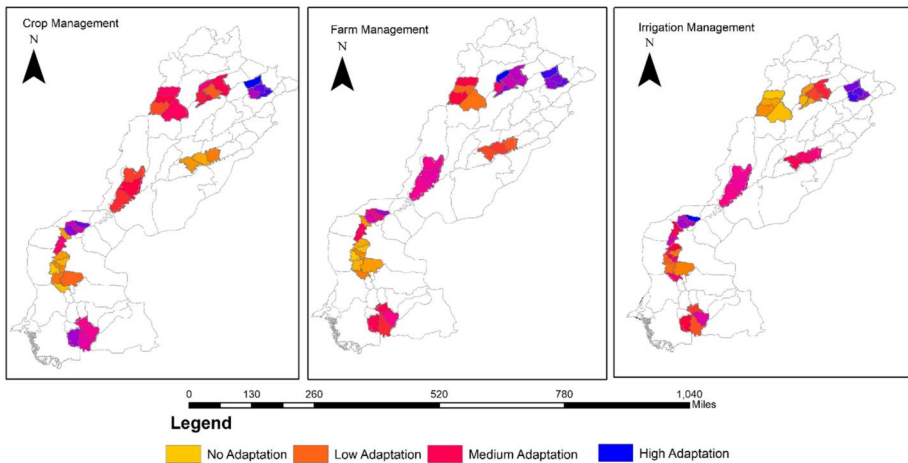 Crop Management
N
Farm Management
N
Irrigation Management
N
0 130 260 520 780 1,040
Miles
Legend
No Adaptation Low Adaptation Medium Adaptation High Adaptation